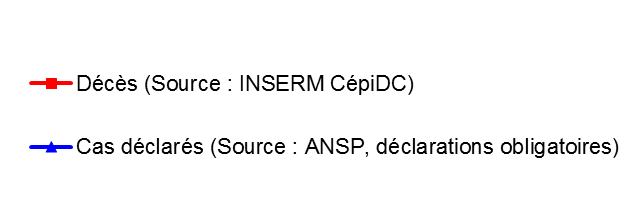 Décès (Source : INSERM CépiDC)
Cas déclarés (Source : ANSP, déclarations obligatoires)